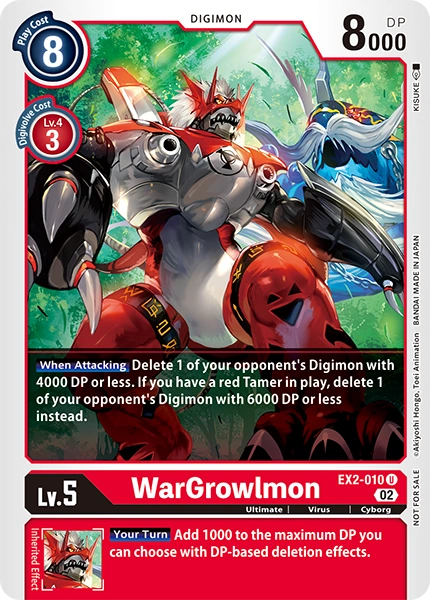 DIGIMON
Play Cost
8
DP
8000
Digivolve Cost
Lv.4
3
KISUKE
©Akiyoshi Hongo, Toei Animation BANDAI MADE IN JAPAN
NOT FOR SALE
When Attacking Delete 1 of your opponent's Digimon with
4000 DP or less. If you have a red Tamer in play, delete 1
of your opponent's Digimon with 6000 DP or less
instead.
EX2-010 U
02
Lv.5
WarGrowlmon
Ultimate | Virus | Cyborg
Inherited Effect
Your Turn Add 1000 to the maximum DP you
can choose with DP-based deletion effects.